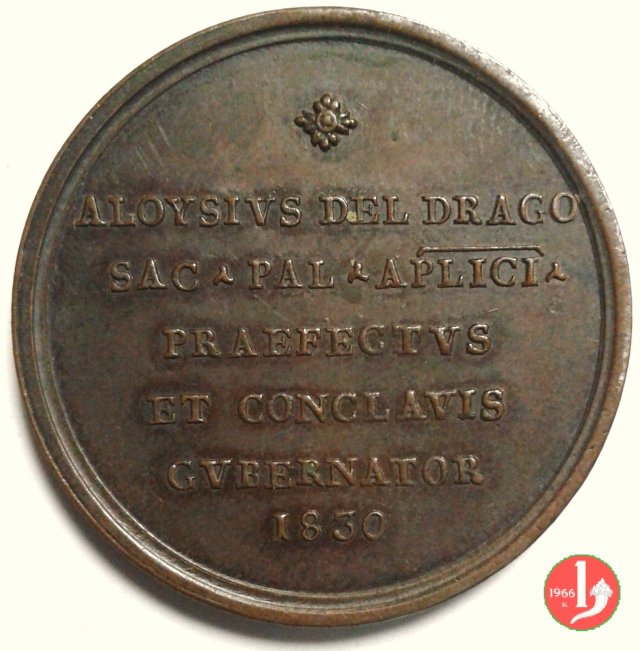 ALOYSIVS DEL DRAGO
SAC · PAL · APLICI ·
PRAEFECTVS
ET CONCLAVIS
GVBERNATOR
1830
1966